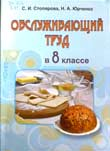 С. И. Столярова, Н. А. Юрченко
ОБСЛУЖИВАЮЩИЙ
ТРУД
в 8 классе